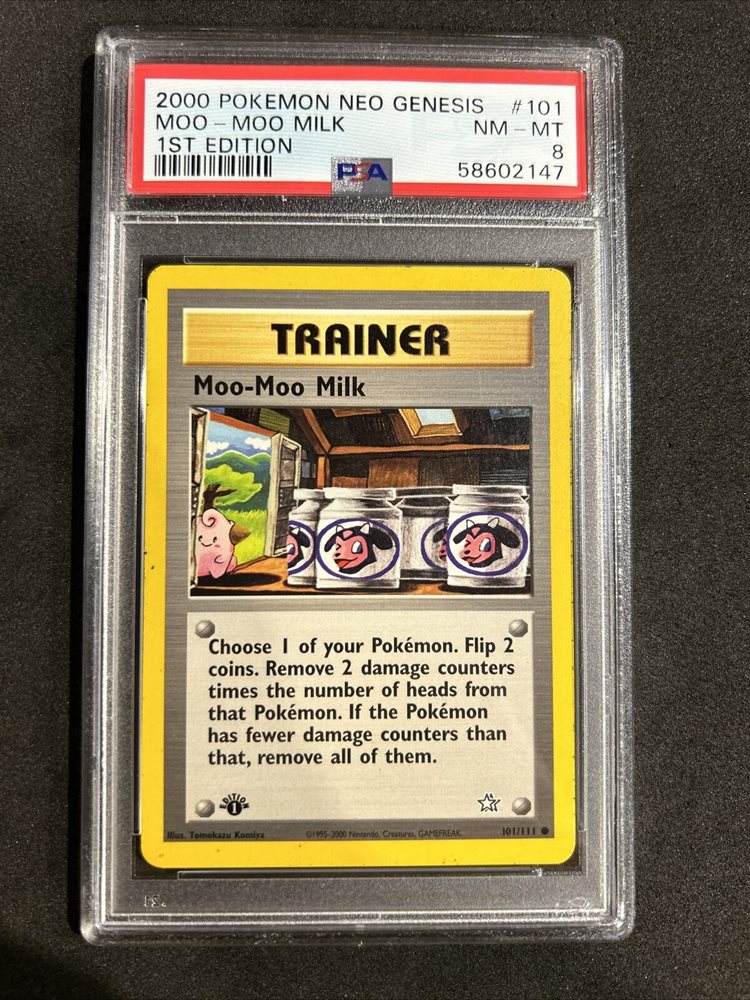 2000 POKEMON NEO GENESIS #101
MOO-MOO MILK NM-MT
1ST EDITION 8
PSA 58602147
TRAINER
Moo-Moo Milk
Choose 1 of your Pokémon. Flip 2
coins. Remove 2 damage counters
times the number of heads from
that Pokémon. If the Pokémon
has fewer damage counters than
that, remove all of them.
EDITION 1
Illus. Tomokazu Komiya ©1995-2000 Nintendo, Creatures, GAMEFREAK. 101/111